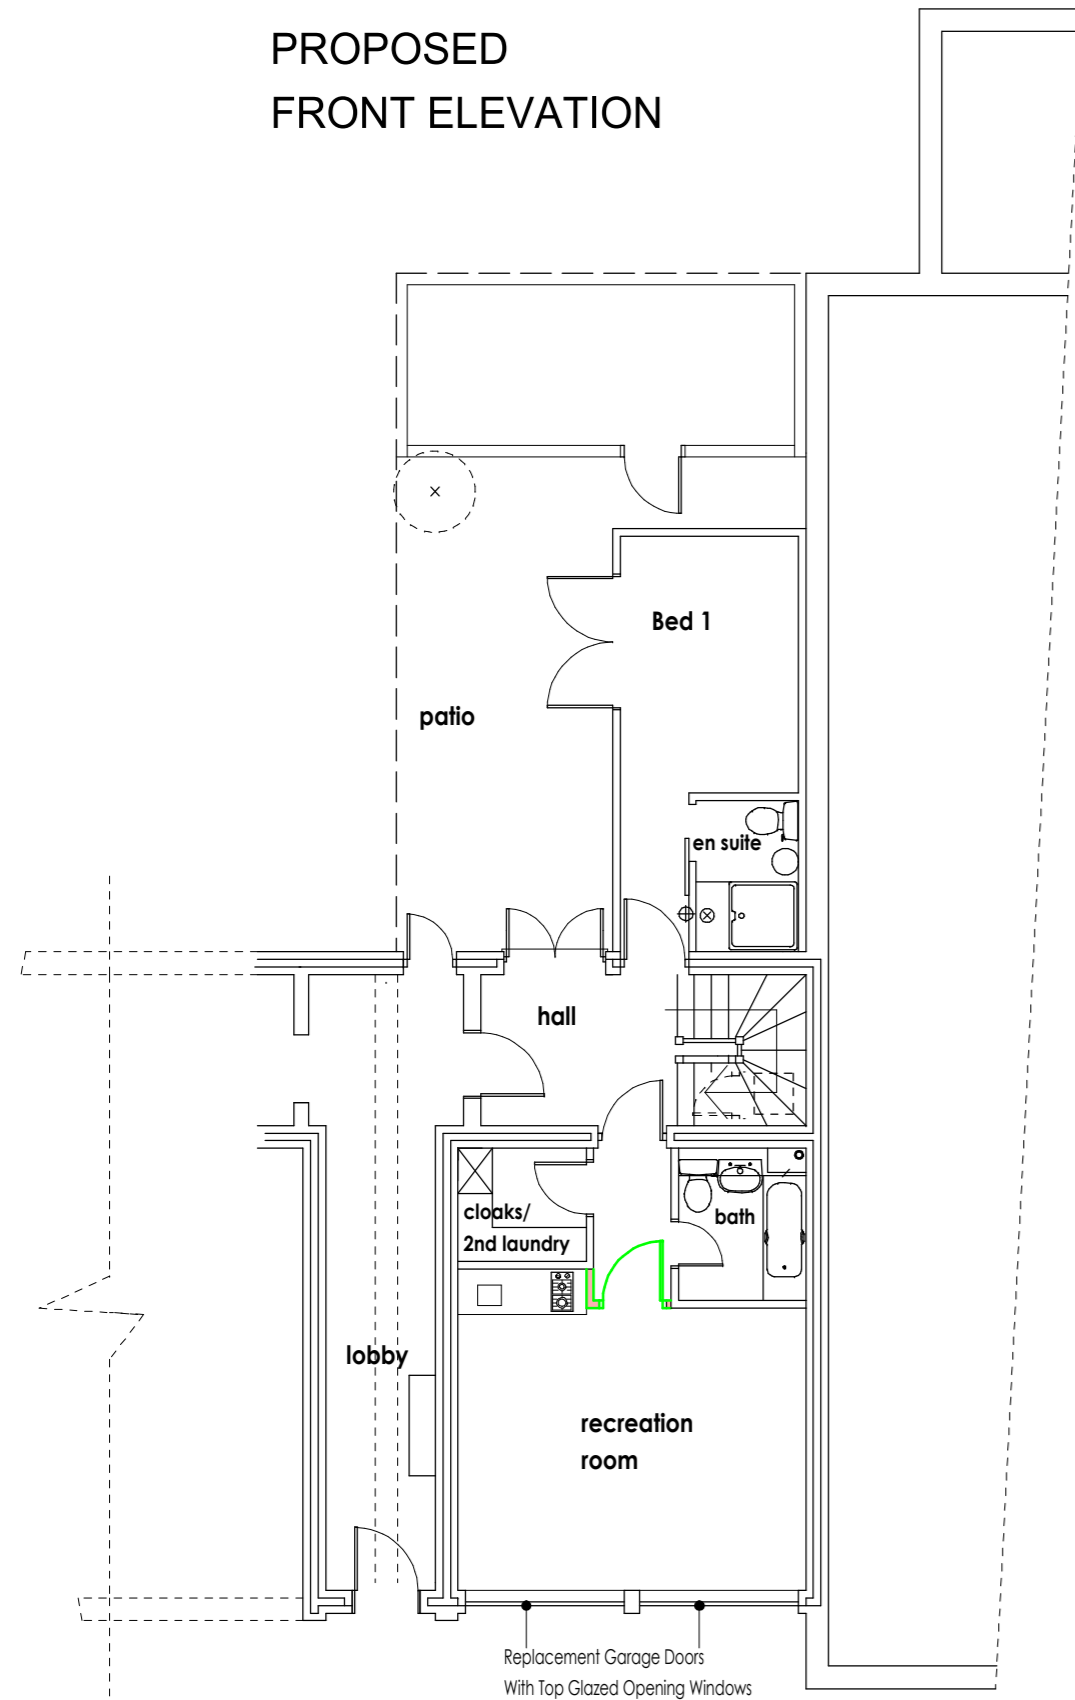 PROPOSED
FRONT ELEVATION
Bed 1
patio
en suite
hall
cloaks/
2nd laundry
bath
lobby
recreation
room
Replacement Garage Doors
With Top Glazed Opening Windows